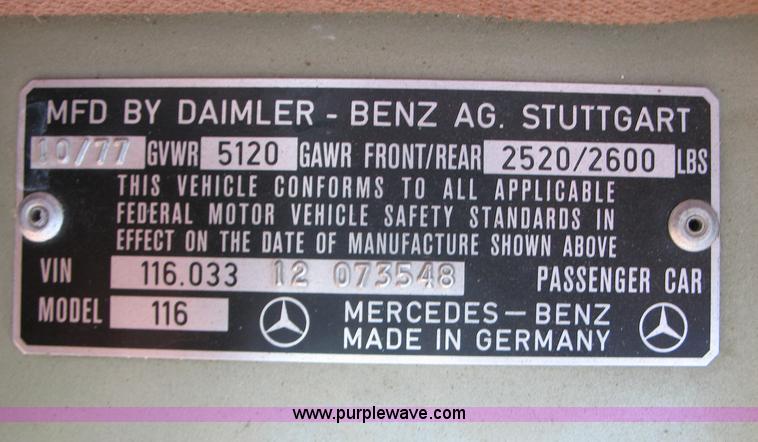 MFD BY DAIMLER - BENZ AG. STUTTGART
10/77 GVWR 5120 GAWR FRONT/REAR 2520/2600 LBS
THIS VEHICLE CONFORMS TO ALL APPLICABLE
FEDERAL MOTOR VEHICLE SAFETY STANDARDS IN
EFFECT ON THE DATE OF MANUFACTURE SHOWN ABOVE
VIN 116.033 12 073548 PASSENGER CAR
MODEL 116 MERCEDES - BENZ
MADE IN GERMANY
www.purplewave.com